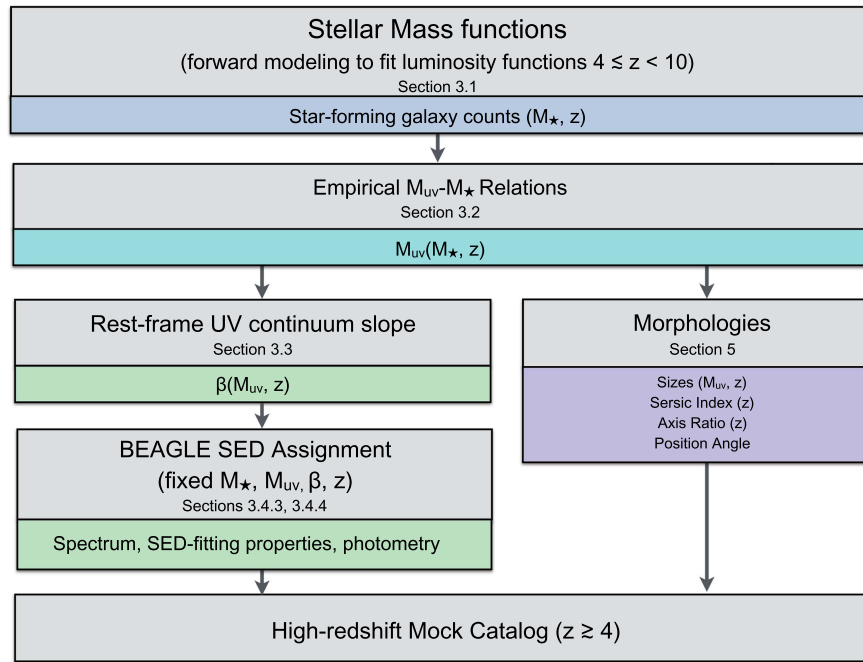 Stellar Mass functions
(forward modeling to fit luminosity functions 4 ≲ z < 10)
Section 3.1
Star-forming galaxy counts (M★, z)
Empirical Muv-M★ Relations
Section 3.2
Muv(M★, z)
Rest-frame UV continuum slope
Section 3.3
β(Muv, z)
BEAGLE SED Assignment
(fixed M★, Muv, β, z)
Sections 3.4.3, 3.4.4
Spectrum, SED-fitting properties, photometry
Morphologies
Section 5
Sizes (Muv, z)
Sersic Index (z)
Axis Ratio (z)
Position Angle
High-redshift Mock Catalog (z ≳ 4)